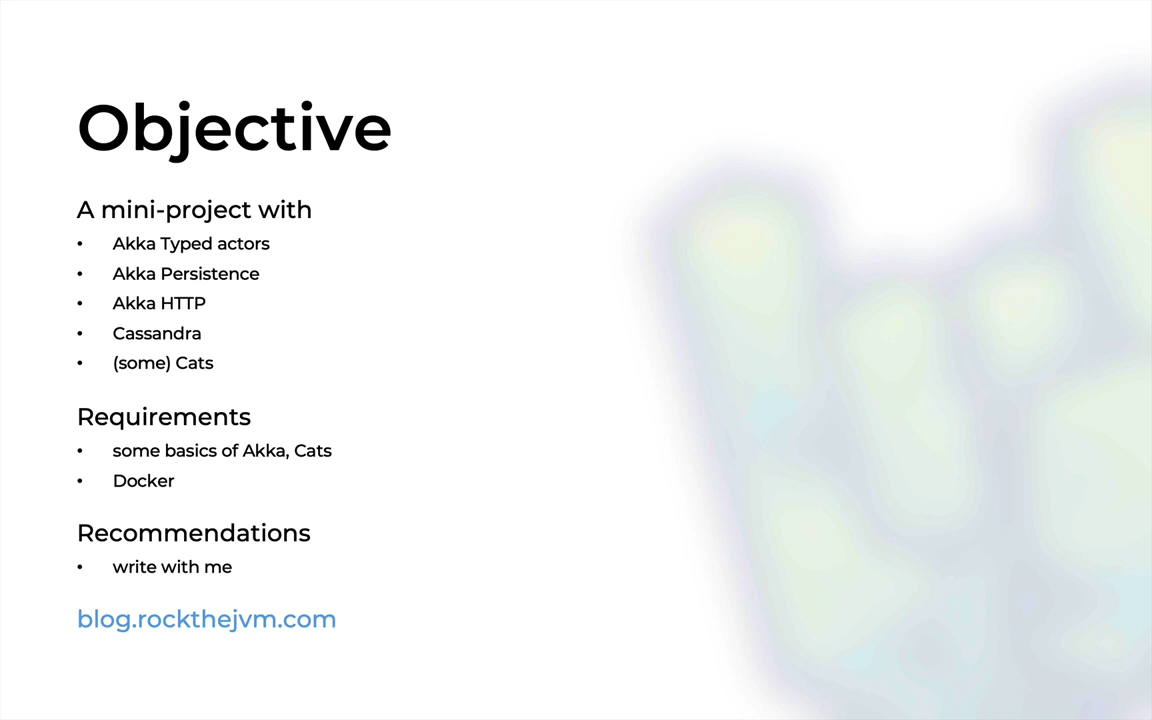 Objective
A mini-project with
• Akka Typed actors
• Akka Persistence
• Akka HTTP
• Cassandra
• (some) Cats
Requirements
• some basics of Akka, Cats
• Docker
Recommendations
• write with me
blog.rockthejvm.com